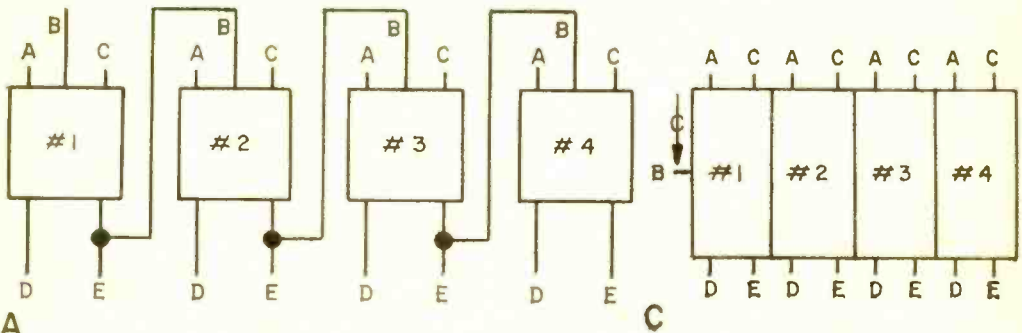 B B B B
A C A C A C A C A C A C A C A C
C
#1 #2 #3 #4 B #1 #2 #3 #4
D E D E D E D E D E D E D E D E
A C